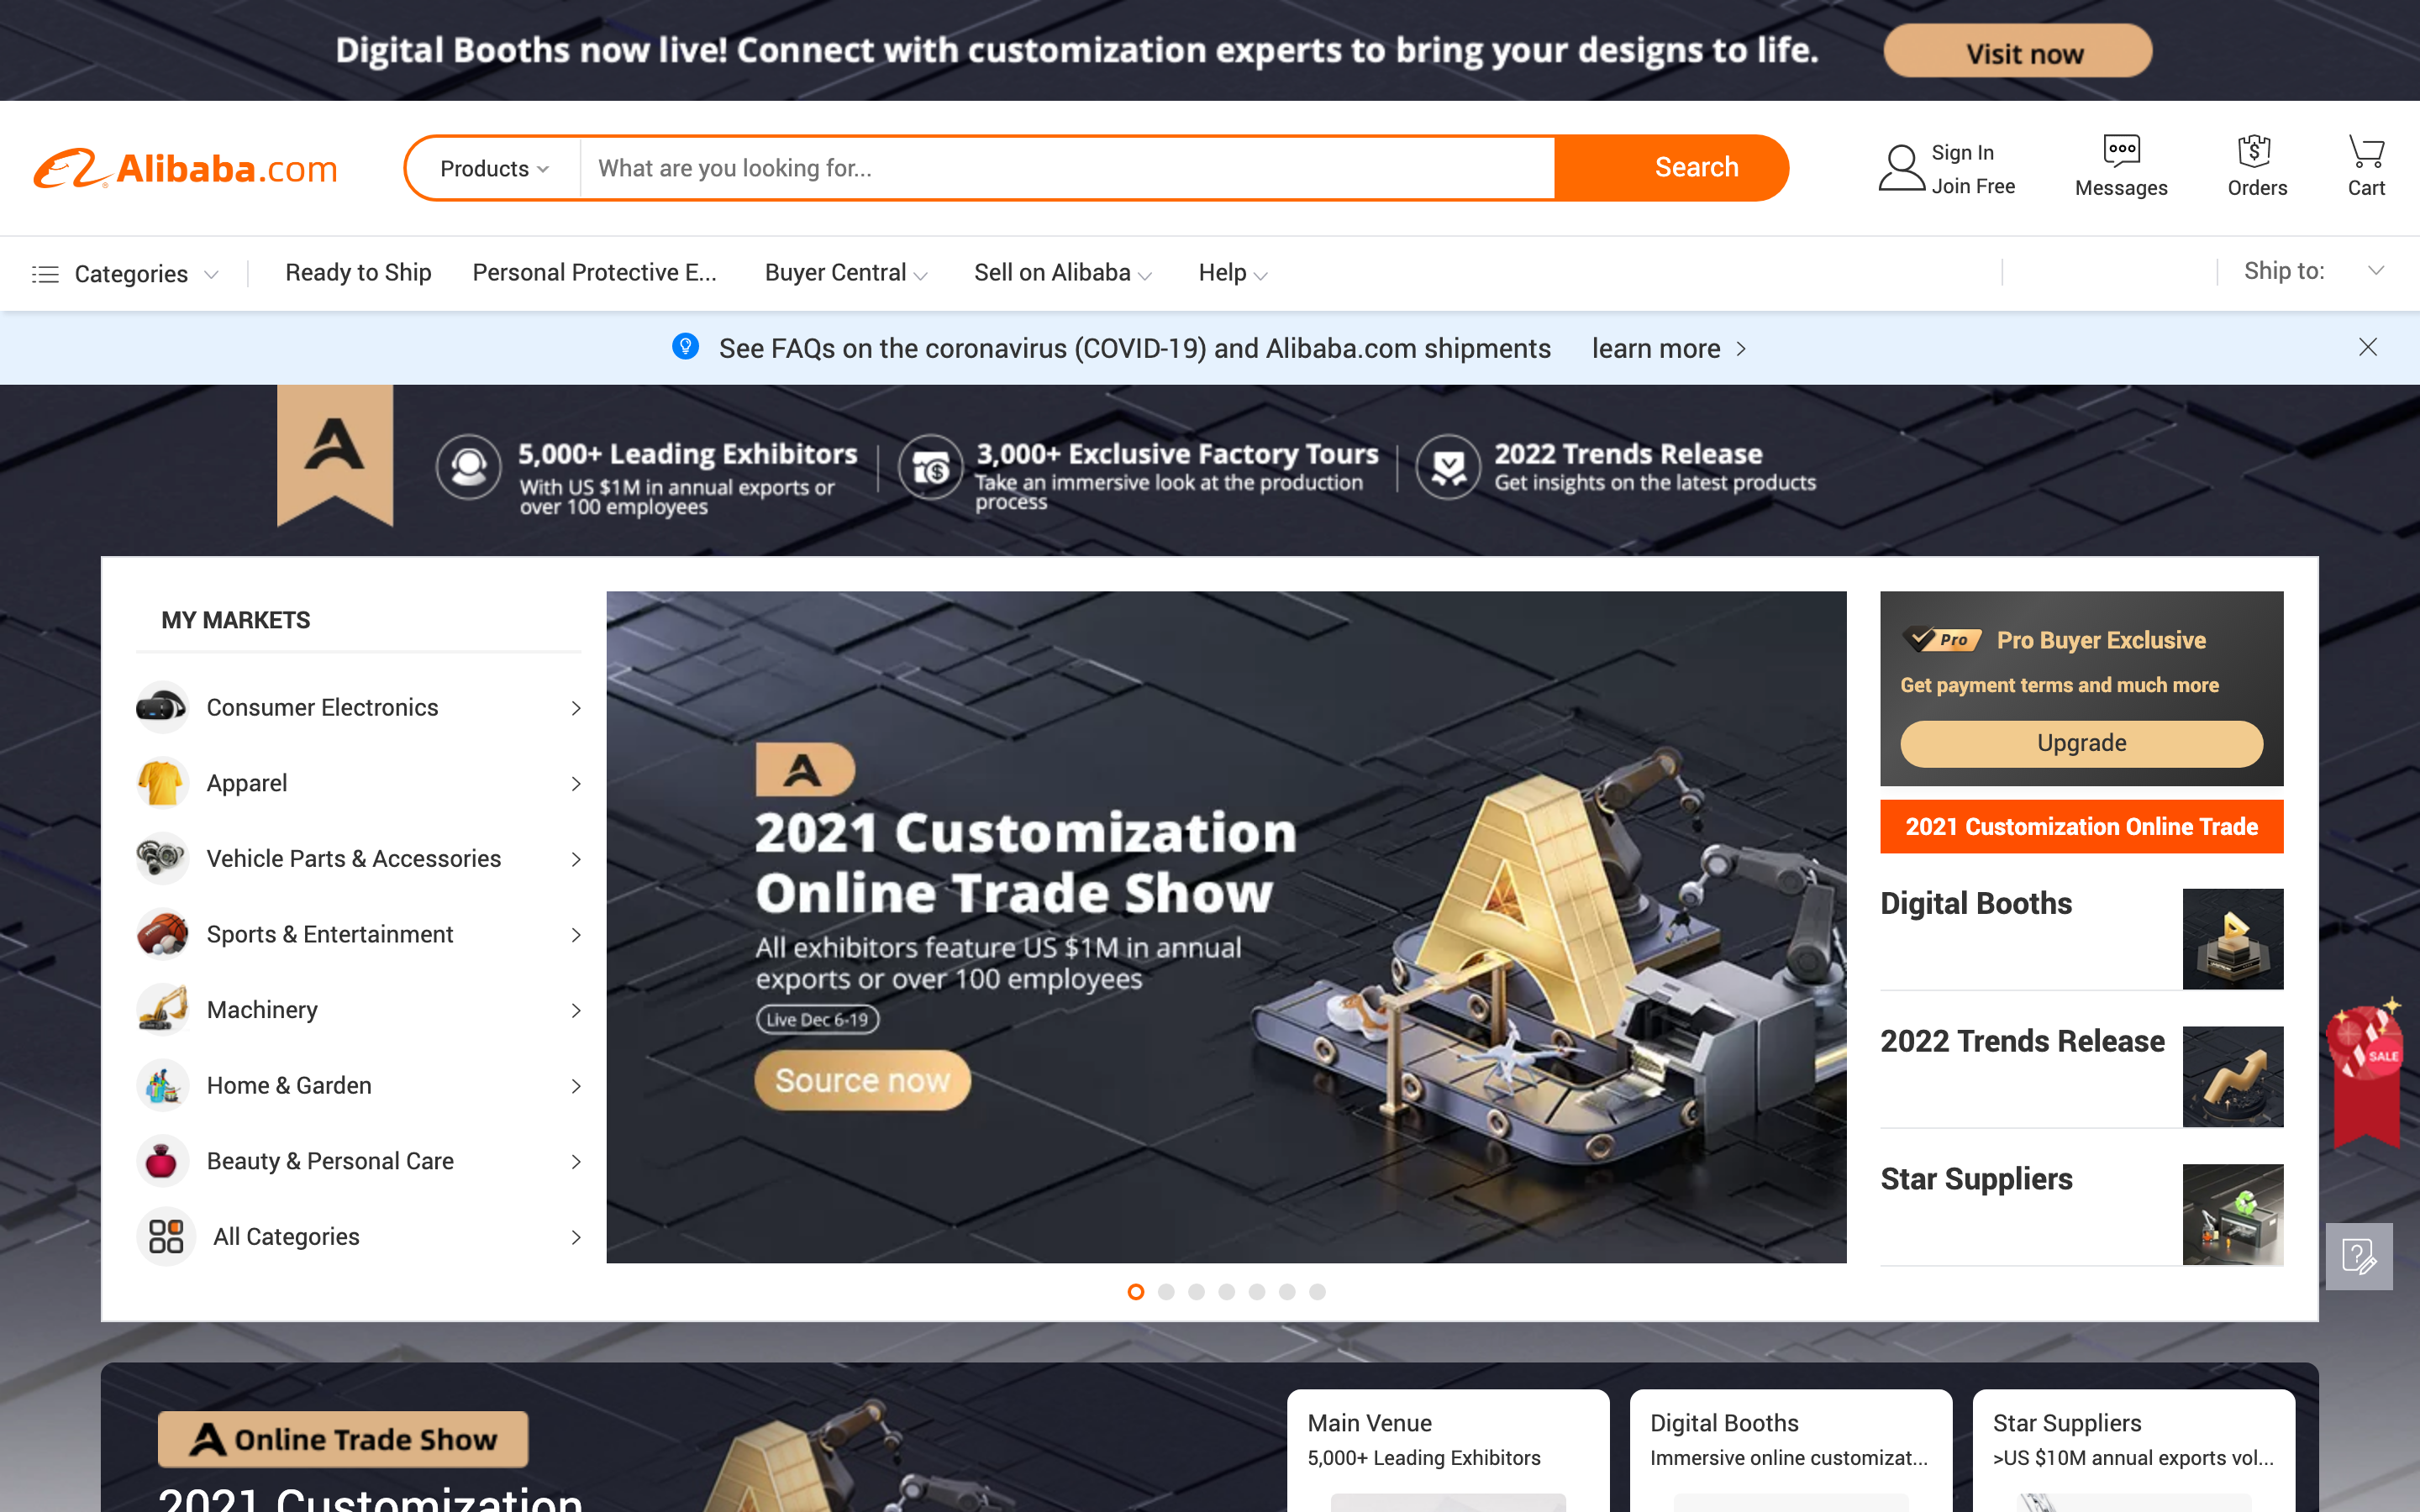 Digital Booths now live! Connect with customization experts to bring your designs to life.
Visit now
Alibaba.com
Products
What are you looking for...
Search
Sign In
Join Free
Messages
Orders
Cart
Categories
Ready to Ship
Personal Protective E...
Buyer Central
Sell on Alibaba
Help
Ship to:
See FAQs on the coronavirus (COVID-19) and Alibaba.com shipments
learn more
5,000+ Leading Exhibitors
With US $1M in annual exports or
over 100 employees
3,000+ Exclusive Factory Tours
Take an immersive look at the production
process
2022 Trends Release
Get insights on the latest products
MY MARKETS
Consumer Electronics
Apparel
Vehicle Parts & Accessories
Sports & Entertainment
Machinery
Home & Garden
Beauty & Personal Care
All Categories
2021 Customization
Online Trade Show
All exhibitors feature US $1M in annual
exports or over 100 employees
Live Dec 6-19
Source now
Pro
Pro Buyer Exclusive
Get payment terms and much more
Upgrade
2021 Customization Online Trade
Digital Booths
2022 Trends Release
Star Suppliers
SALE
Online Trade Show
2021 Customization
Main Venue
5,000+ Leading Exhibitors
Digital Booths
Immersive online customizat...
Star Suppliers
>US $10M annual exports vol...